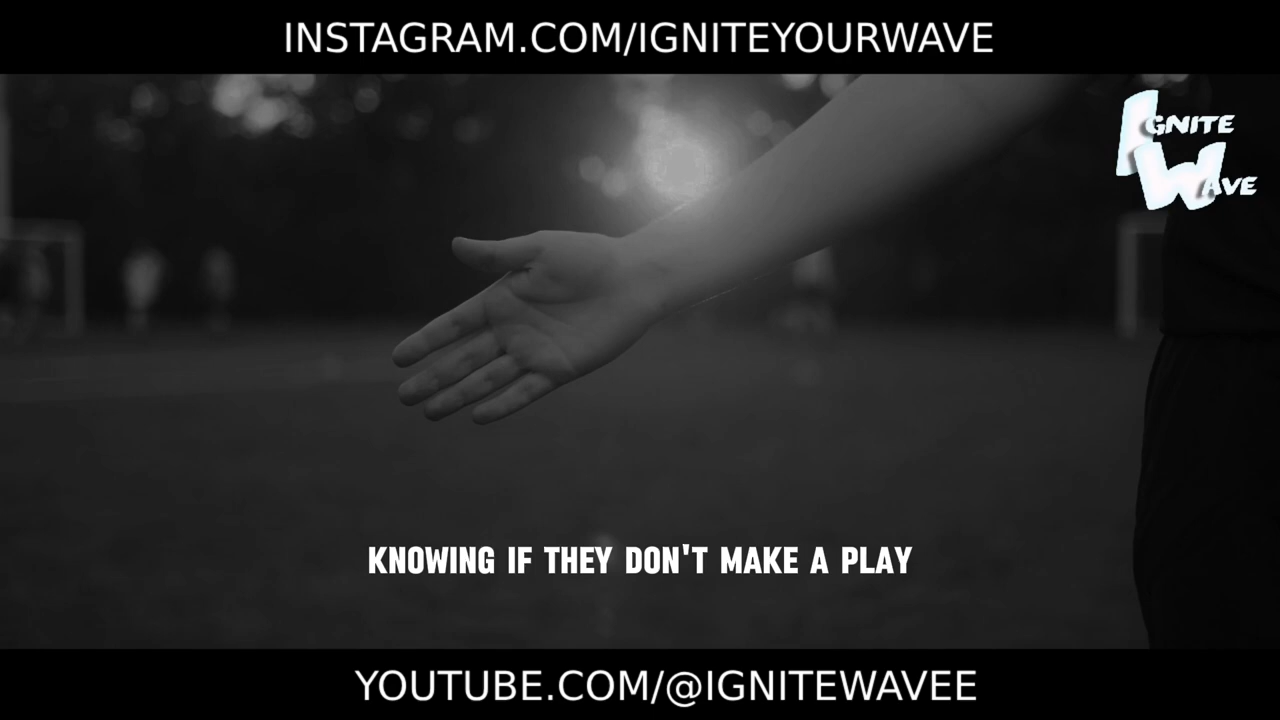 INSTAGRAM.COM/IGNITEYOURWAVE
IGNITE
WAVE
KNOWING IF THEY DON'T MAKE A PLAY
YOUTUBE.COM/@IGNITEWAVEE